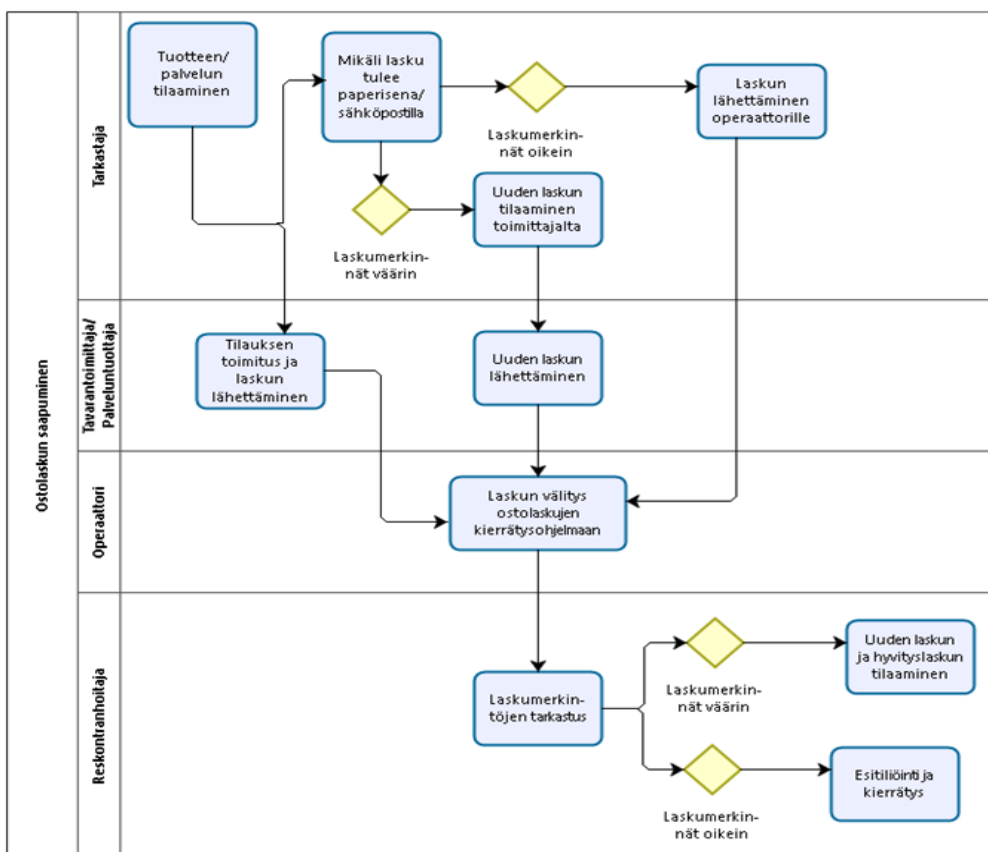 Ostolaskun saapuminen
Tarkastaja
Tuotteen/
palvelun
tilaaminen
Mikäli lasku
tulee
paperisena/
sähköpostilla
Laskumerkin-
nät oikein
Laskun
lähettäminen
operaattorille
Laskumerkin-
nät väärin
Uuden laskun
tilaaminen
toimittajalta
Tavarantoimittaja/
Palveluntuottaja
Tilauksen
toimitus ja
laskun
lähettäminen
Uuden laskun
lähettäminen
Operaattori
Laskun välitys
ostolaskujen
kierrätysohjelmaan
Reskontranhoitaja
Laskumerkin-
töjen tarkastus
Laskumerkin-
nät väärin
Uuden laskun
ja hyvityslaskun
tilaaminen
Laskumerkin-
nät oikein
Esitiliöinti ja
kierrätys